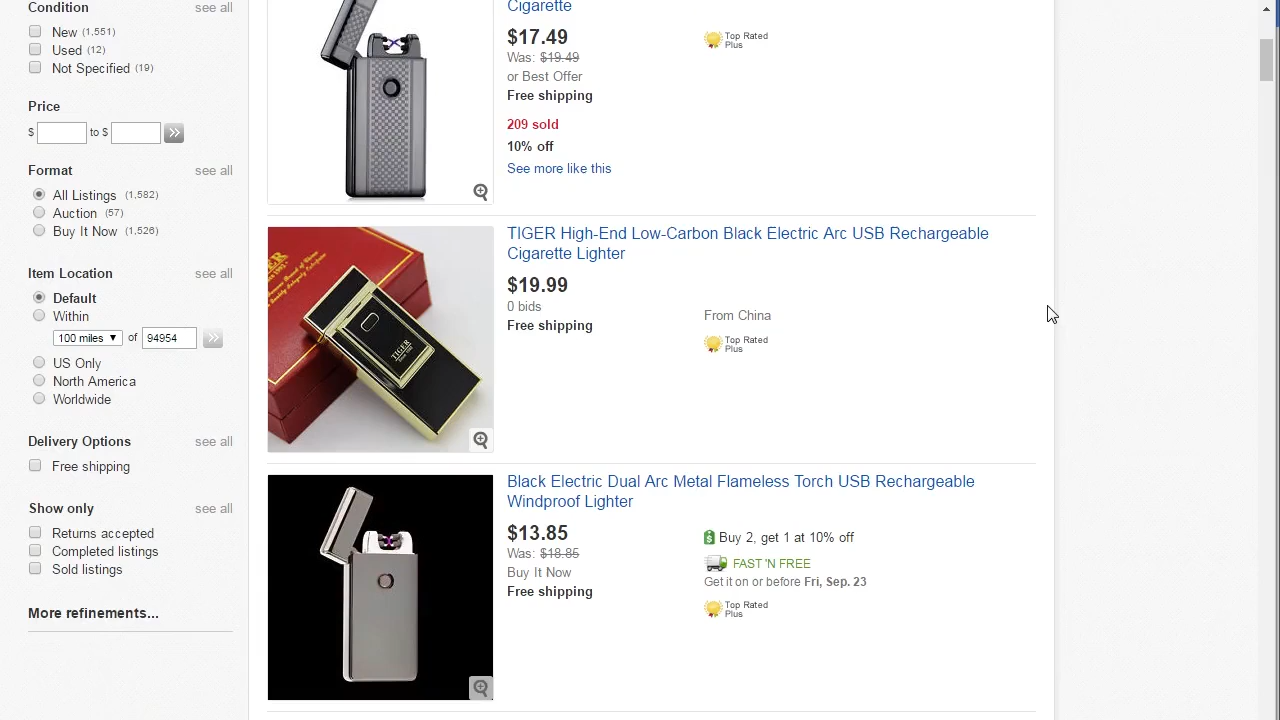 Condition see all
New (1,551)
Used (12)
Not Specified (19)
Price
$ to $
Format see all
All Listings (1,582)
Auction (57)
Buy It Now (1,526)
Item Location see all
Default
Within
100 miles of 94954
US Only
North America
Worldwide
Delivery Options see all
Free shipping
Show only see all
Returns accepted
Completed listings
Sold listings
More refinements...
Cigarette
$17.49
Top Rated
Plus
Was: $19.49
or Best Offer
Free shipping
209 sold
10% off
See more like this
TIGER High-End Low-Carbon Black Electric Arc USB Rechargeable
Cigarette Lighter
$19.99
0 bids
From China
Free shipping
Top Rated
Plus
TIGER
Black Electric Dual Arc Metal Flameless Torch USB Rechargeable
Windproof Lighter
$13.85
Buy 2, get 1 at 10% off
Was: $18.85
FAST 'N FREE
Buy It Now
Get it on or before Fri, Sep. 23
Free shipping
Top Rated
Plus